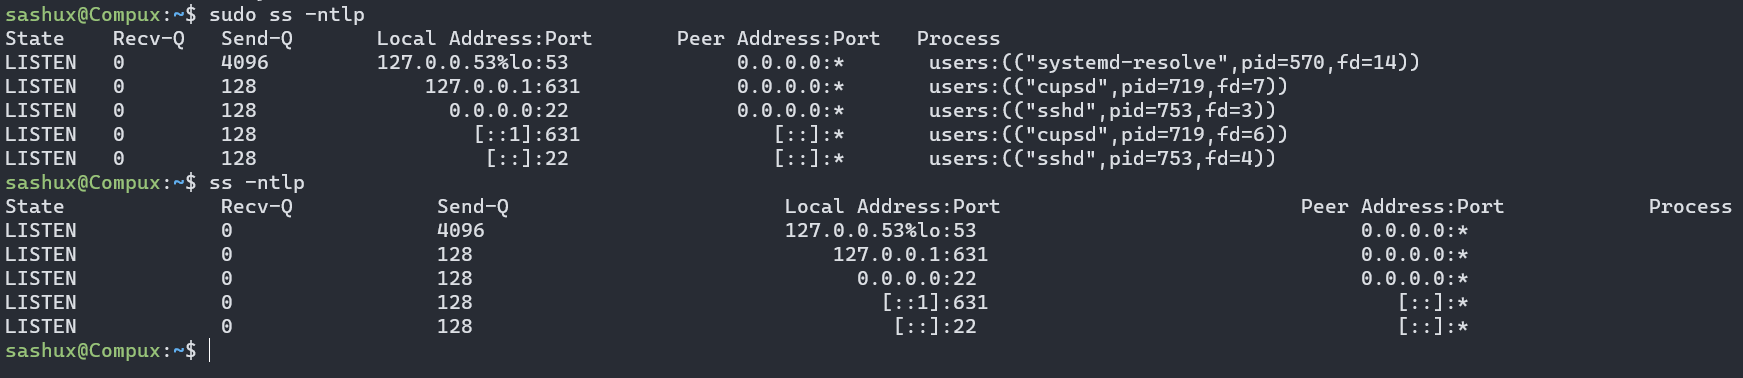 sashux@Compux:~$ sudo ss -ntlp
State    Recv-Q   Send-Q       Local Address:Port       Peer Address:Port   Process
LISTEN   0        4096         127.0.0.53%lo:53              0.0.0.0:*       users:(("systemd-resolve",pid=570,fd=14))
LISTEN   0        128              127.0.0.1:631             0.0.0.0:*       users:(("cupsd",pid=719,fd=7))
LISTEN   0        128                0.0.0.0:22              0.0.0.0:*       users:(("sshd",pid=753,fd=3))
LISTEN   0        128                  [::1]:631                [::]:*       users:(("cupsd",pid=719,fd=6))
LISTEN   0        128                   [::]:22                 [::]:*       users:(("sshd",pid=753,fd=4))
sashux@Compux:~$ ss -ntlp
State             Recv-Q            Send-Q                       Local Address:Port                         Peer Address:Port            Process
LISTEN            0                 4096                         127.0.0.53%lo:53                                0.0.0.0:*
LISTEN            0                 128                              127.0.0.1:631                               0.0.0.0:*
LISTEN            0                 128                                0.0.0.0:22                                0.0.0.0:*
LISTEN            0                 128                                  [::1]:631                                  [::]:*
LISTEN            0                 128                                   [::]:22                                   [::]:*
sashux@Compux:~$